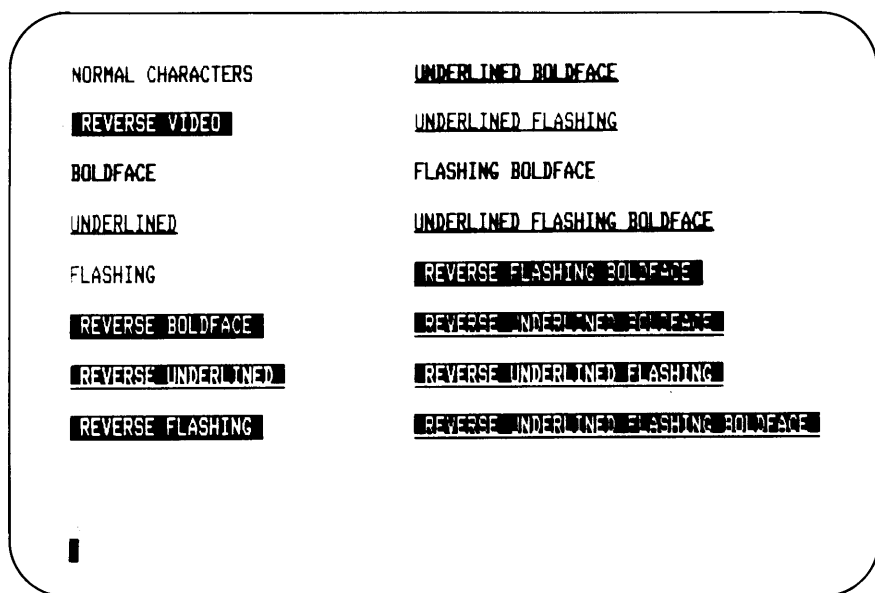 NORMAL CHARACTERS
REVERSE VIDEO
BOLDFACE
UNDERLINED
FLASHING
REVERSE BOLDFACE
REVERSE UNDERLINED
REVERSE FLASHING
UNDERLINED BOLDFACE
UNDERLINED FLASHING
FLASHING BOLDFACE
UNDERLINED FLASHING BOLDFACE
REVERSE FLASHING BOLDFACE
REVERSE UNDERLINED BOLDFACE
REVERSE UNDERLINED FLASHING
REVERSE UNDERLINED FLASHING BOLDFACE